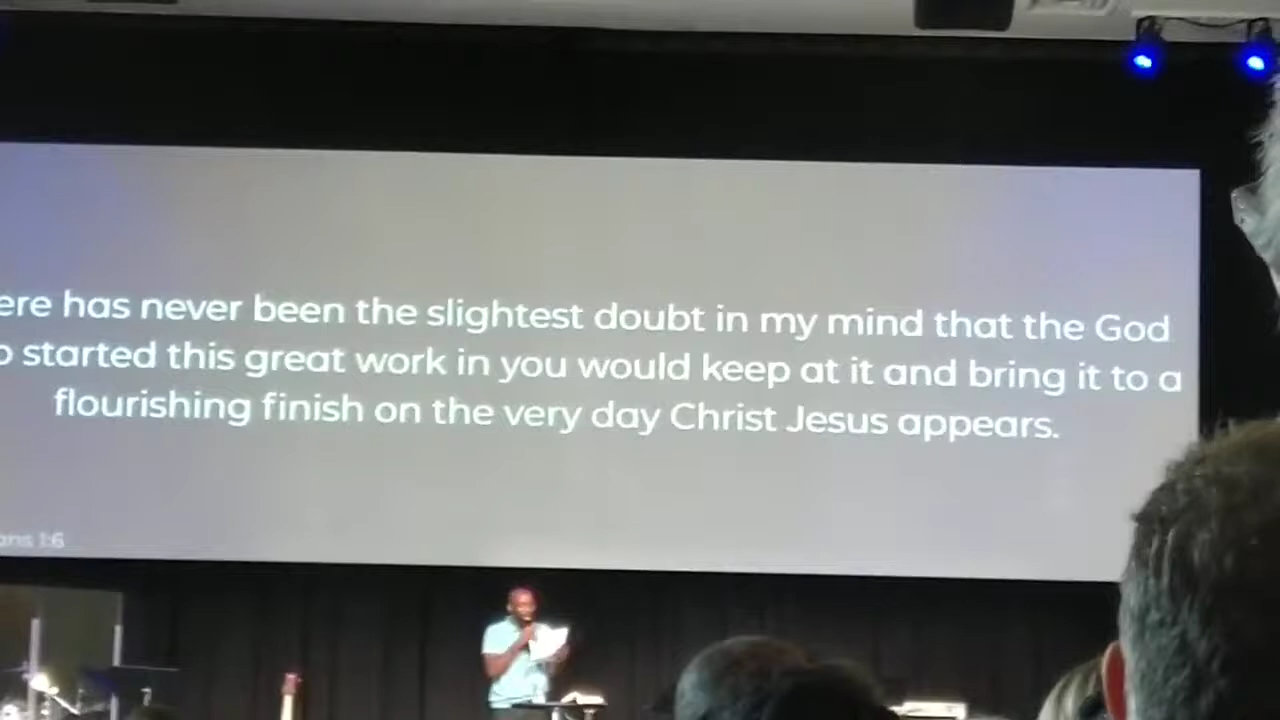 ere has never been the slightest doubt in my mind that the God
o started this great work in you would keep at it and bring it to a
flourishing finish on the very day Christ Jesus appears.
ans 1:6